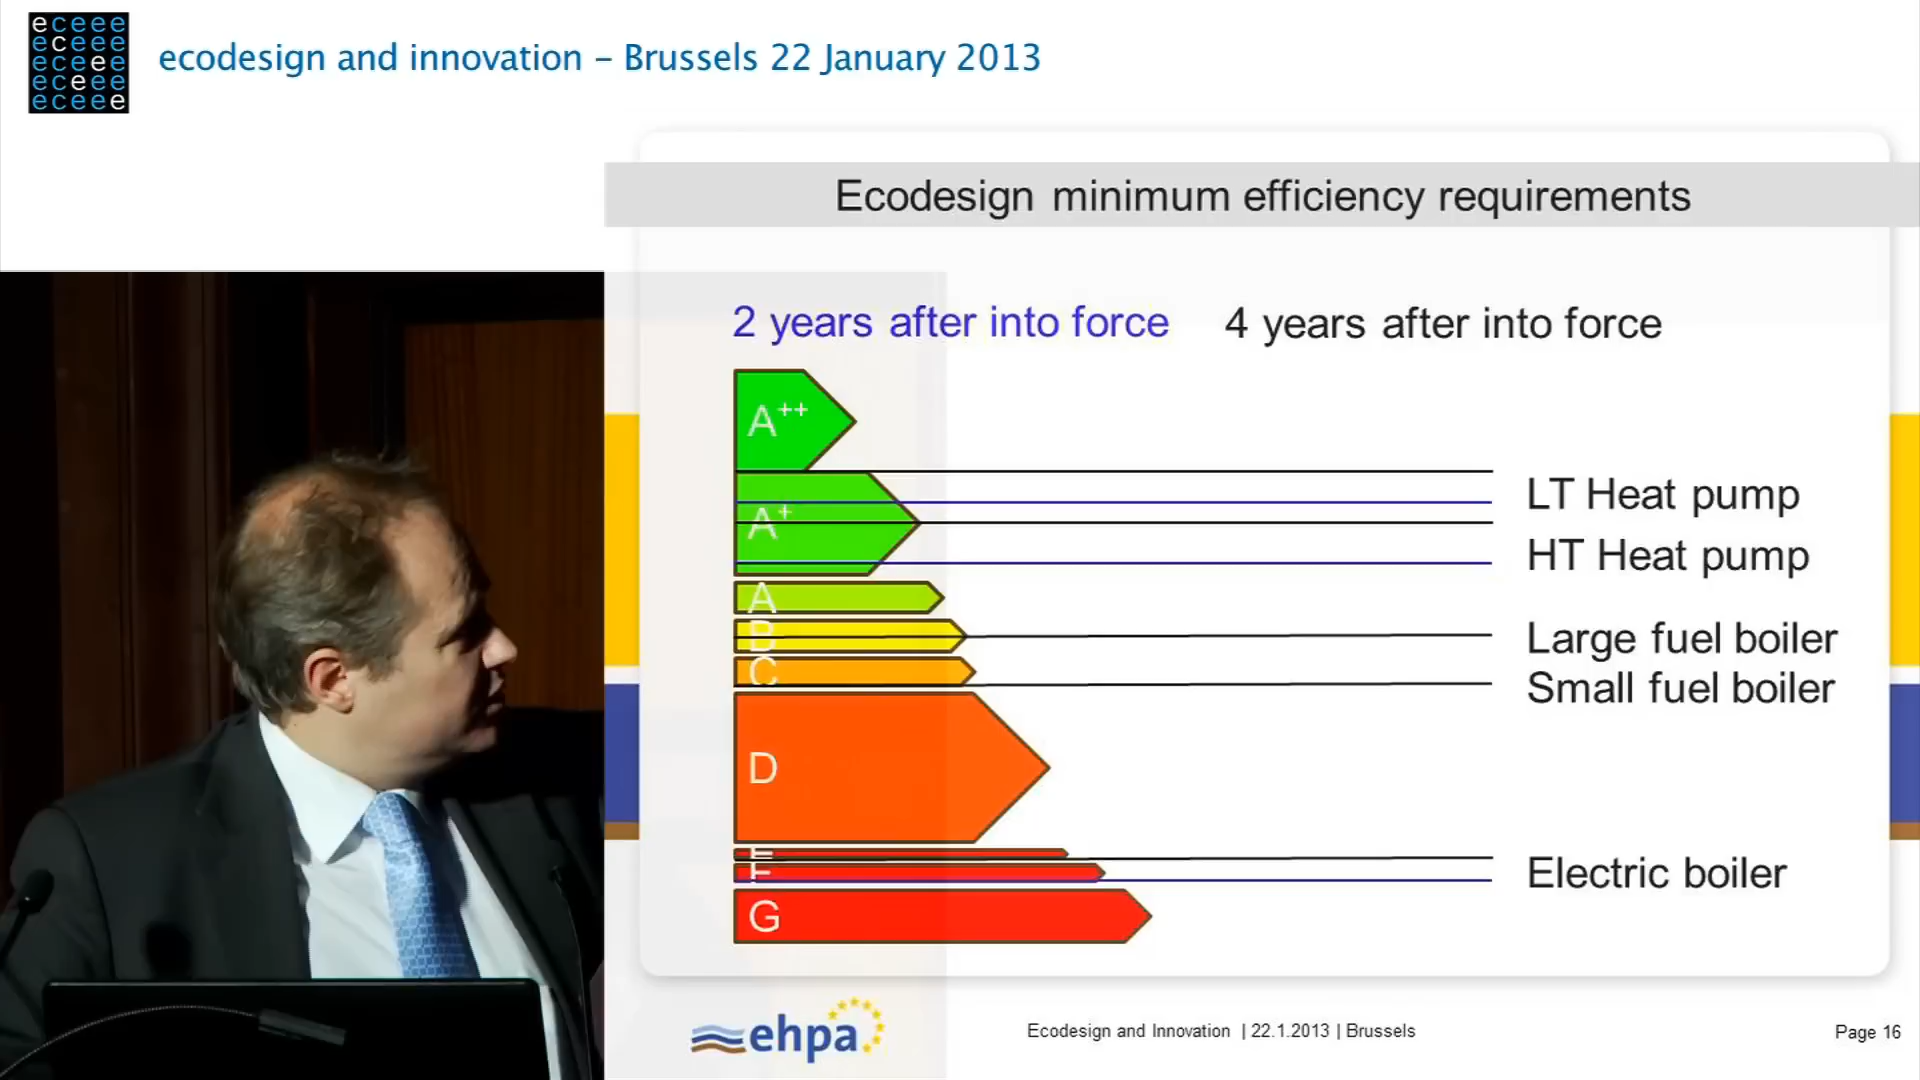 eceee
eceee
eceee
eceee
eceee
ecodesign and innovation – Brussels 22 January 2013
Ecodesign minimum efficiency requirements
2 years after into force
4 years after into force
A++
LT Heat pump
A+
HT Heat pump
A
B
Large fuel boiler
C
Small fuel boiler
D
E
F
Electric boiler
G
ehpa
Ecodesign and Innovation | 22.1.2013 | Brussels
Page 16